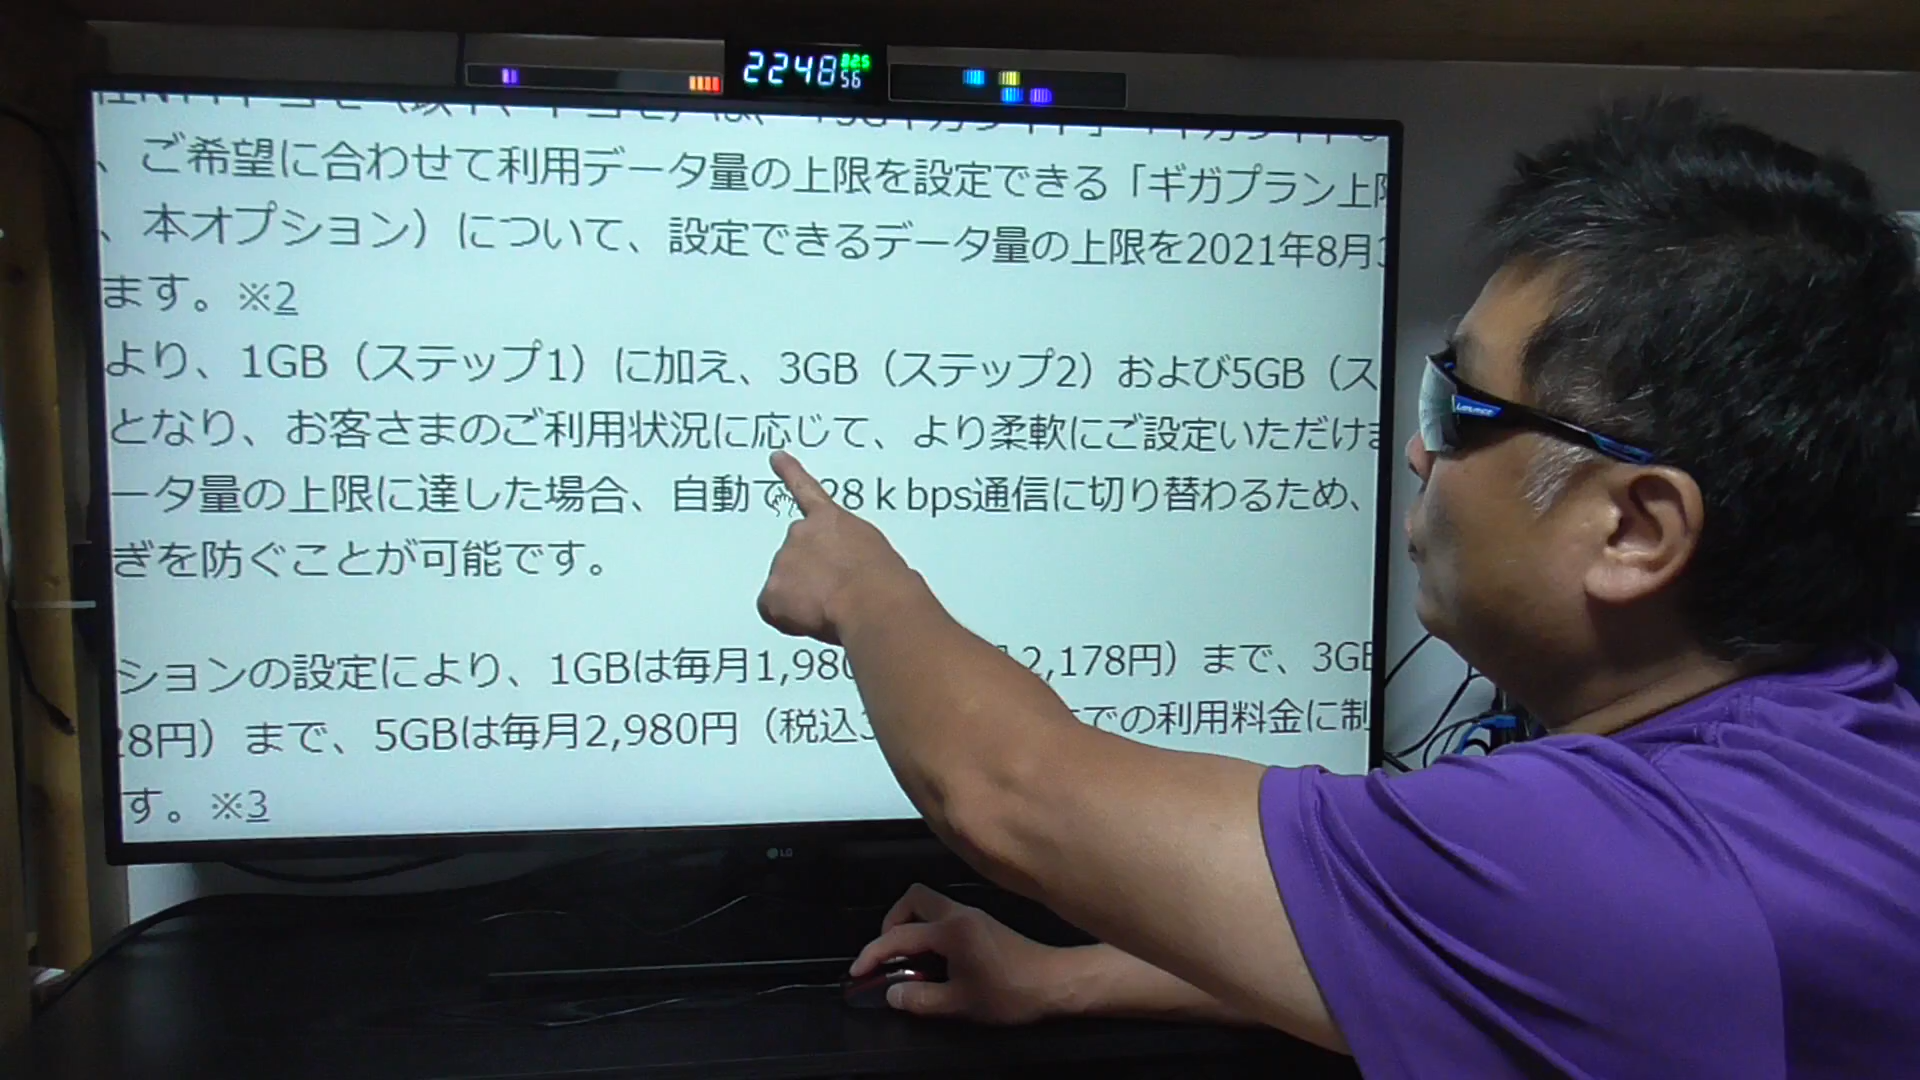 2248 56
、ご希望に合わせて利用データ量の上限を設定できる「ギガプラン上限
、本オプション）について、設定できるデータ量の上限を2021年8月
ます。※2
より、1GB（ステップ1）に加え、3GB（ステップ2）および5GB（ス
となり、お客さまのご利用状況に応じて、より柔軟にご設定いただけま
ータ量の上限に達した場合、自動で 28ｋbps通信に切り替わるため、
ぎを防ぐことが可能です。
ションの設定により、1GBは毎月1,980 2,178円）まで、3GB
28円）まで、5GBは毎月2,980円（税込 までの利用料金に制
す。※3
LG